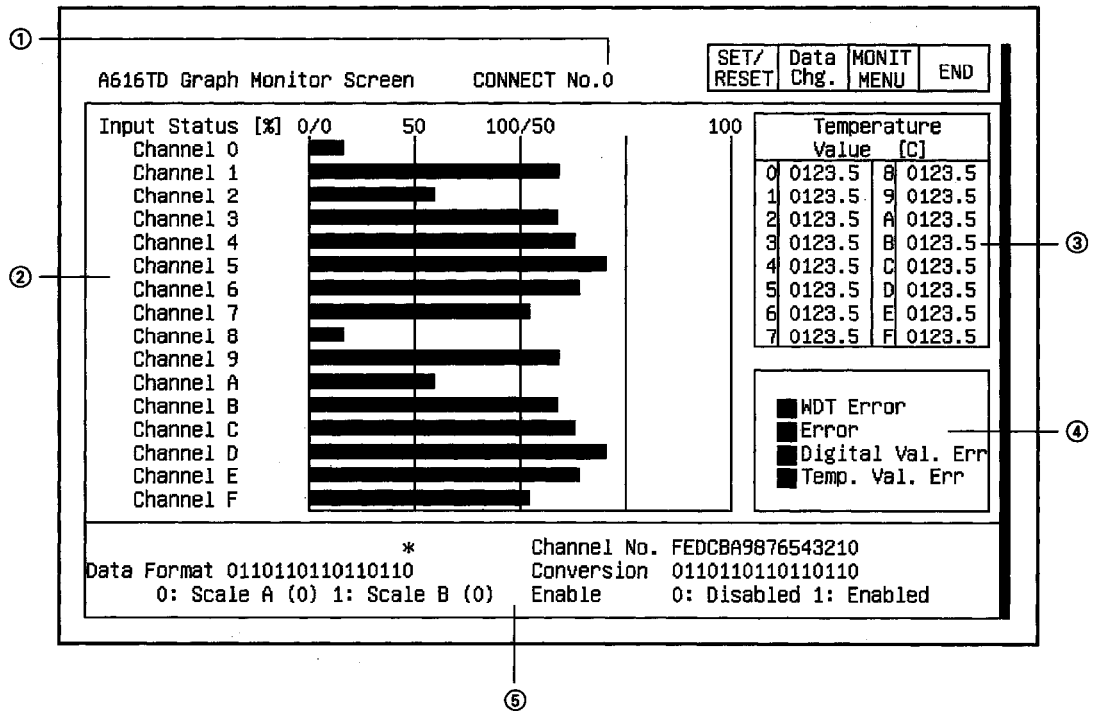 ①
SET/ RESET Data Chg. MONIT MENU END
A616TD Graph Monitor Screen CONNECT No.0
Input Status [%] 0/0 50 100/50 100
Channel 0
Channel 1
Channel 2
Channel 3
Channel 4
Channel 5
Channel 6
Channel 7
Channel 8
Channel 9
Channel A
Channel B
Channel C
Channel D
Channel E
Channel F
②
Temperature
Value [C]
0 0123.5 8 0123.5
1 0123.5 9 0123.5
2 0123.5 A 0123.5
3 0123.5 B 0123.5
4 0123.5 C 0123.5
5 0123.5 D 0123.5
6 0123.5 E 0123.5
7 0123.5 F 0123.5
③
WDT Error
Error
Digital Val. Err
Temp. Val. Err
④
* Channel No. FEDCBA9876543210
Data Format 0110110110110110 Conversion 0110110110110110
0: Scale A (0) 1: Scale B (0) Enable 0: Disabled 1: Enabled
⑤